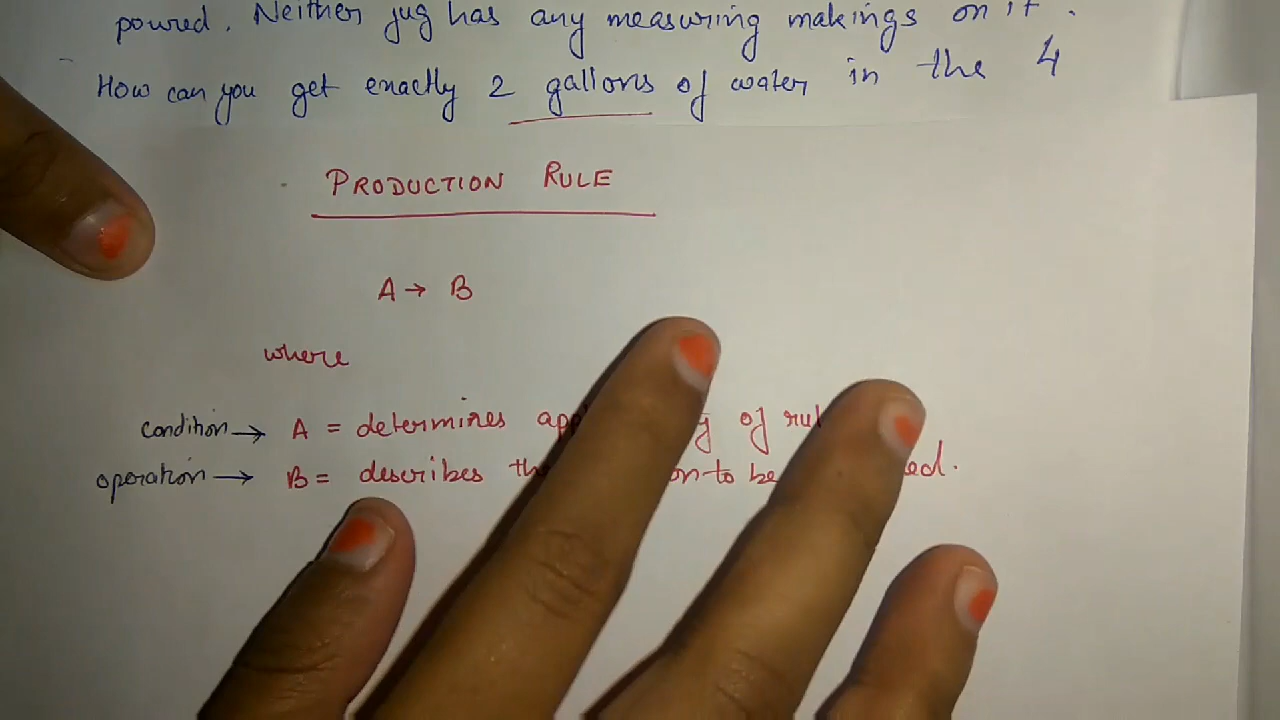 poured. Neither jug has any measuring makings on it.
How can you get exactly 2 gallons of water in the 4
PRODUCTION RULE
A → B
where
condition → A = determines of
operation → B = describes to be